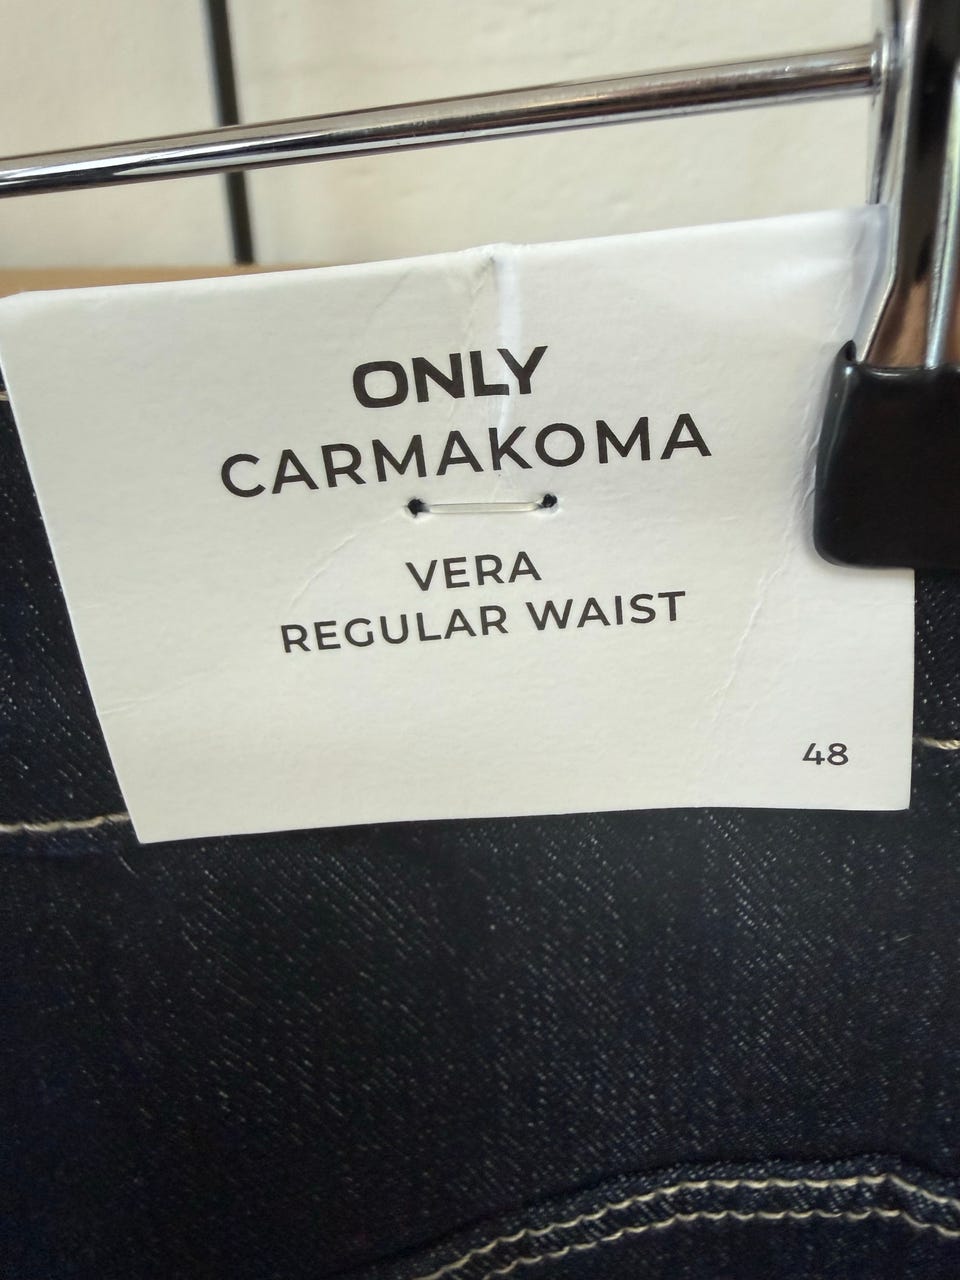 ONLY
CARMAKOMA
VERA
REGULAR WAIST
48